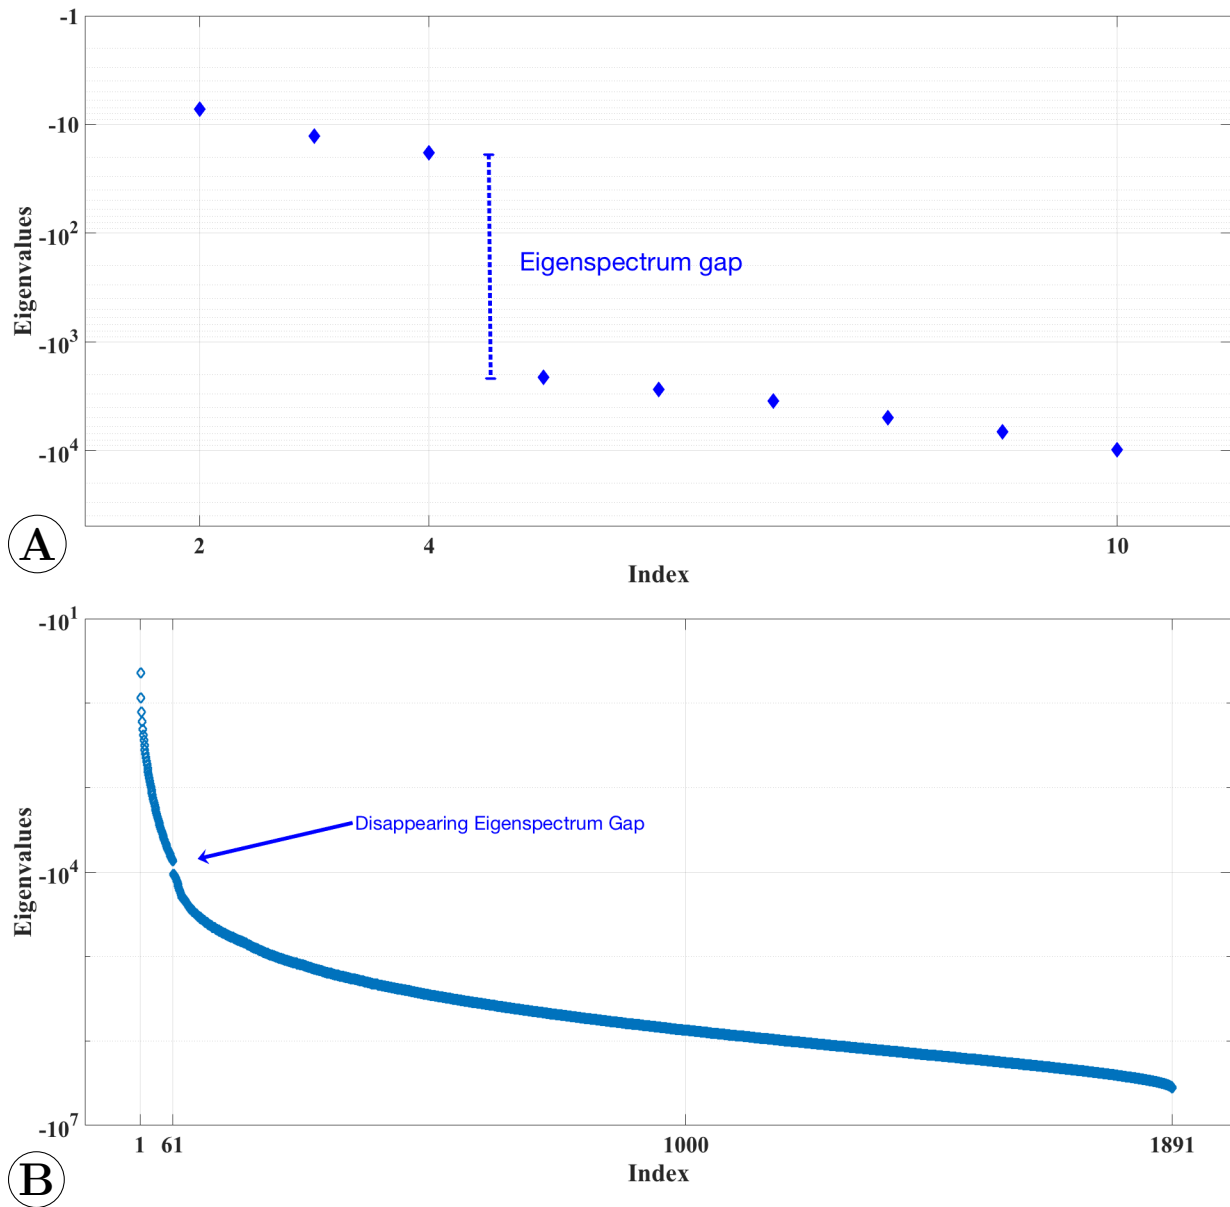 -1
-10
-10²
-10³
-10⁴
Eigenvalues
Eigenspectrum gap
2 4 10
Index
A
-10¹
-10⁴
-10⁷
Eigenvalues
Disappearing Eigenspectrum Gap
1 61 1000 1891
Index
B